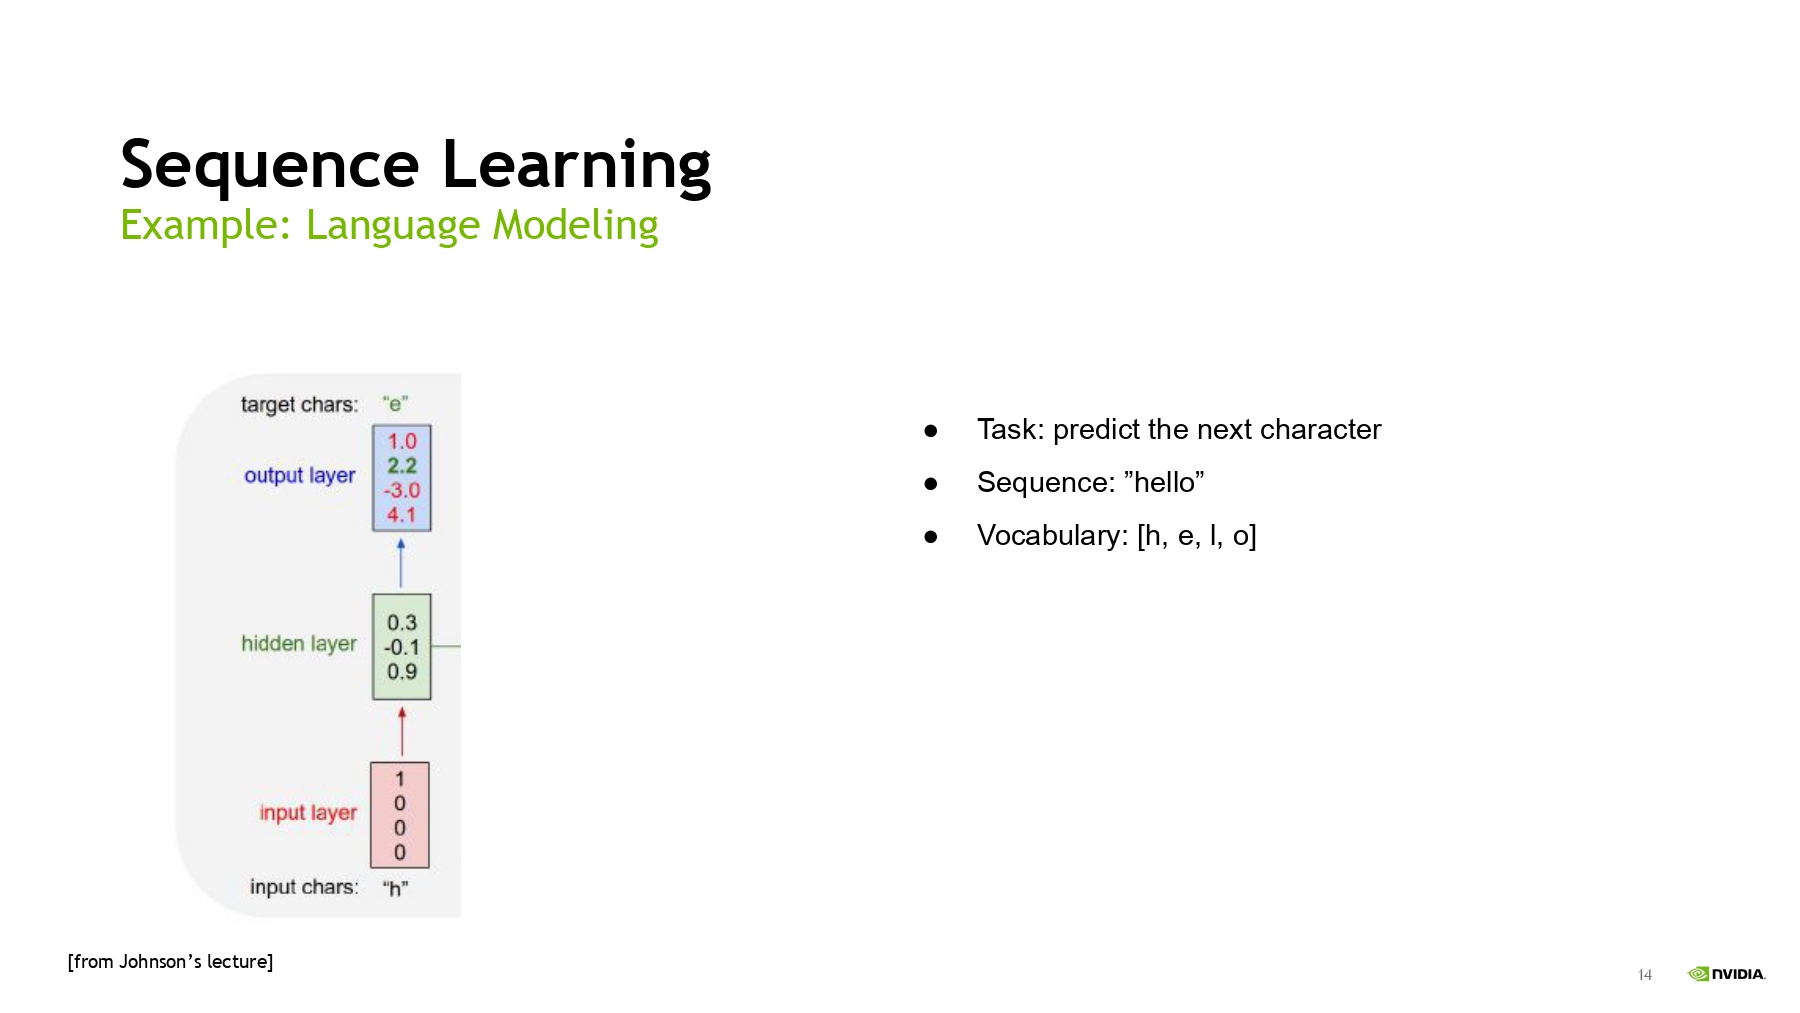 Sequence Learning
Example: Language Modeling
target chars: “e”
1.0
2.2
output layer
-3.0
4.1
0.3
hidden layer
-0.1
0.9
1
0
input layer
0
0
input chars: “h”
● Task: predict the next character
● Sequence: ”hello”
● Vocabulary: [h, e, l, o]
[from Johnson’s lecture]
14
NVIDIA.